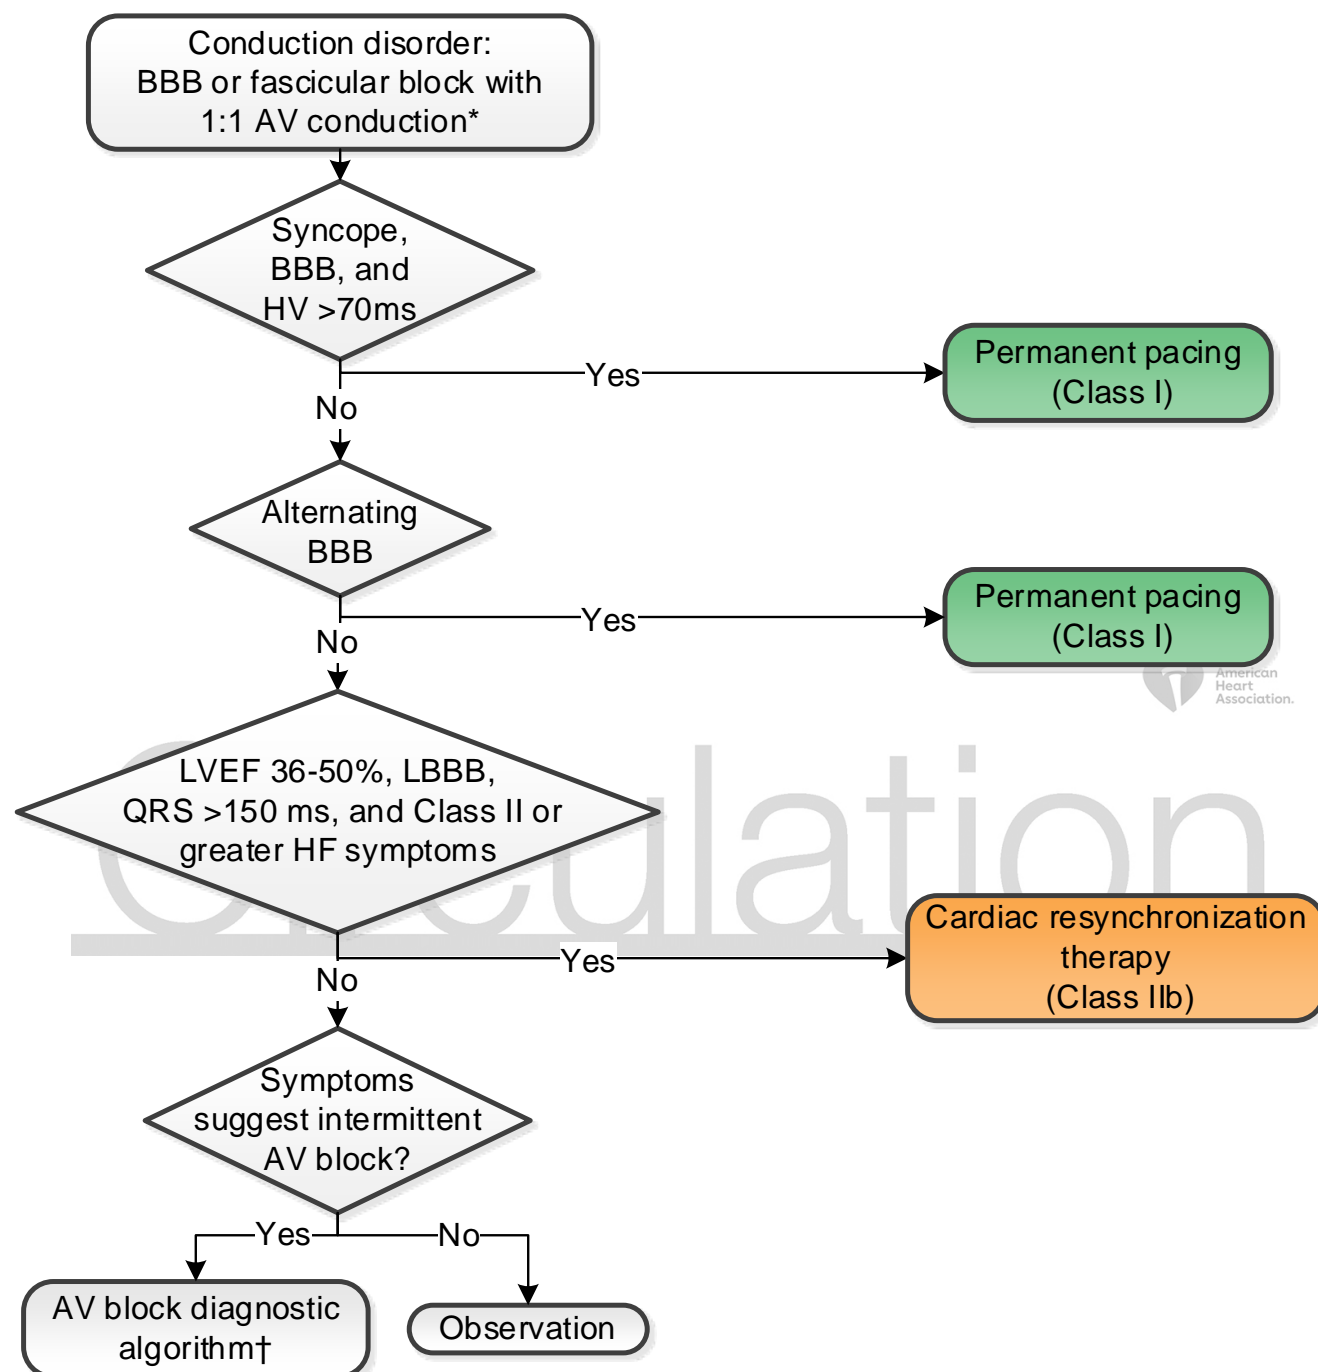 Conduction disorder:
BBB or fascicular block with
1:1 AV conduction*
Syncope,
BBB, and
HV >70ms
Yes
Permanent pacing
(Class I)
No
Alternating
BBB
Yes
Permanent pacing
(Class I)
No
American
Heart
Association.
LVEF 36-50%, LBBB,
QRS >150 ms, and Class II or
greater HF symptoms
Circulation
Yes
Cardiac resynchronization
therapy
(Class IIb)
No
Symptoms
suggest intermittent
AV block?
Yes
No
AV block diagnostic
algorithm†
Observation